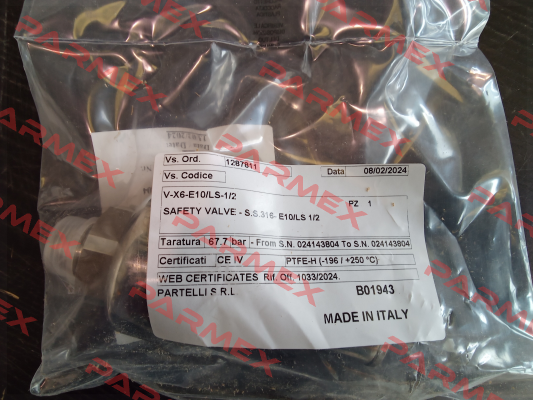 Vs. Ord. 1287811 Data 08/02/2024
Vs. Codice
V-X6-E10/LS-1/2
SAFETY VALVE - S.S.316- E10/LS 1/2 PZ 1
Taratura 67.7 bar - From S.N. 024143804 To S.N. 024143804
Certificati CE IV PTFE-H (-196 / +250 °C)
WEB CERTIFICATES Rif. Off. 1033/2024.
PARTELLI S R.L B01943
MADE IN ITALY
PARMEX